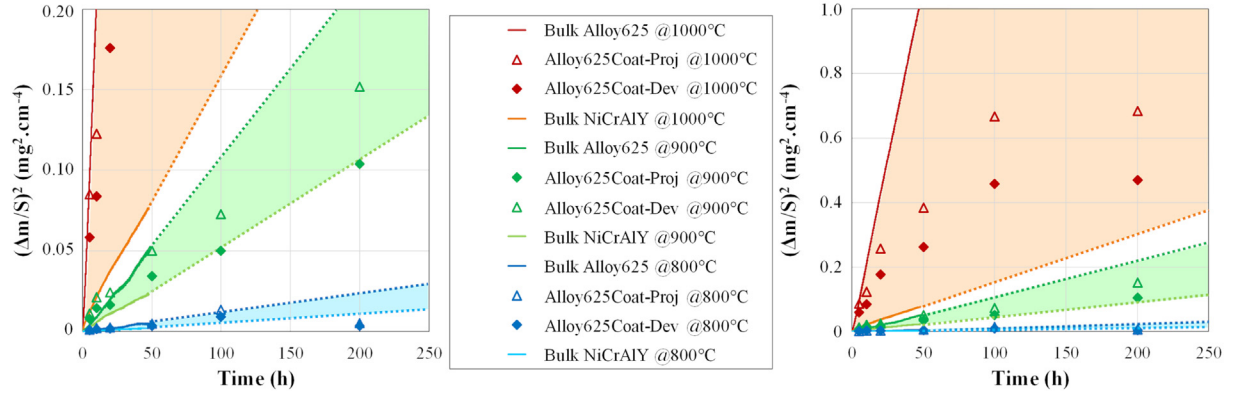 (Δm/S)² (mg².cm⁻⁴)
0.20
0.15
0.10
0.05
0
0 50 100 150 200 250
Time (h)
Bulk Alloy625 @1000°C
Alloy625Coat-Proj @1000°C
Alloy625Coat-Dev @1000°C
Bulk NiCrAlY @1000°C
Bulk Alloy625 @900°C
Alloy625Coat-Proj @900°C
Alloy625Coat-Dev @900°C
Bulk NiCrAlY @900°C
Bulk Alloy625 @800°C
Alloy625Coat-Proj @800°C
Alloy625Coat-Dev @800°C
Bulk NiCrAlY @800°C
(Δm/S)² (mg².cm⁻⁴)
1.0
0.8
0.6
0.4
0.2
0
0 50 100 150 200 250
Time (h)